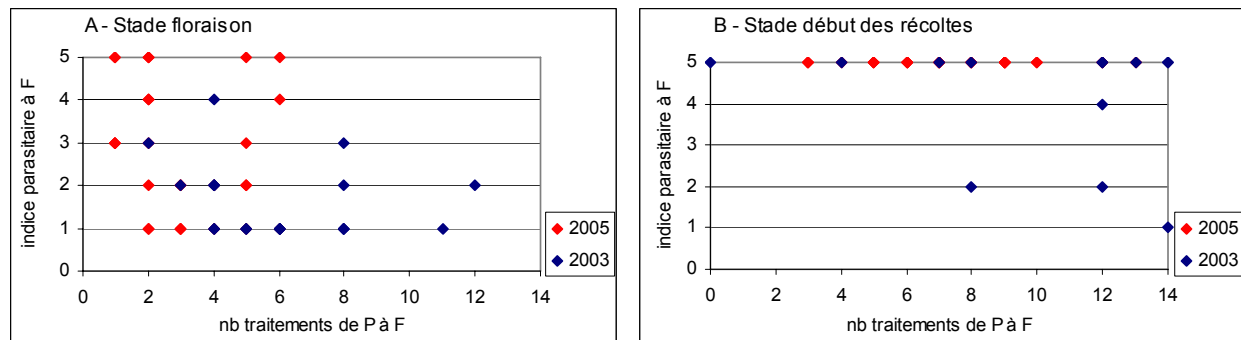 A - Stade floraison
5
4
3
2
1
0
indice parasitaire à F
0 2 4 6 8 10 12 14
nb traitements de P à F
2005
2003
B - Stade début des récoltes
5
4
3
2
1
0
indice parasitaire à F
0 2 4 6 8 10 12 14
nb traitements de P à F
2005
2003